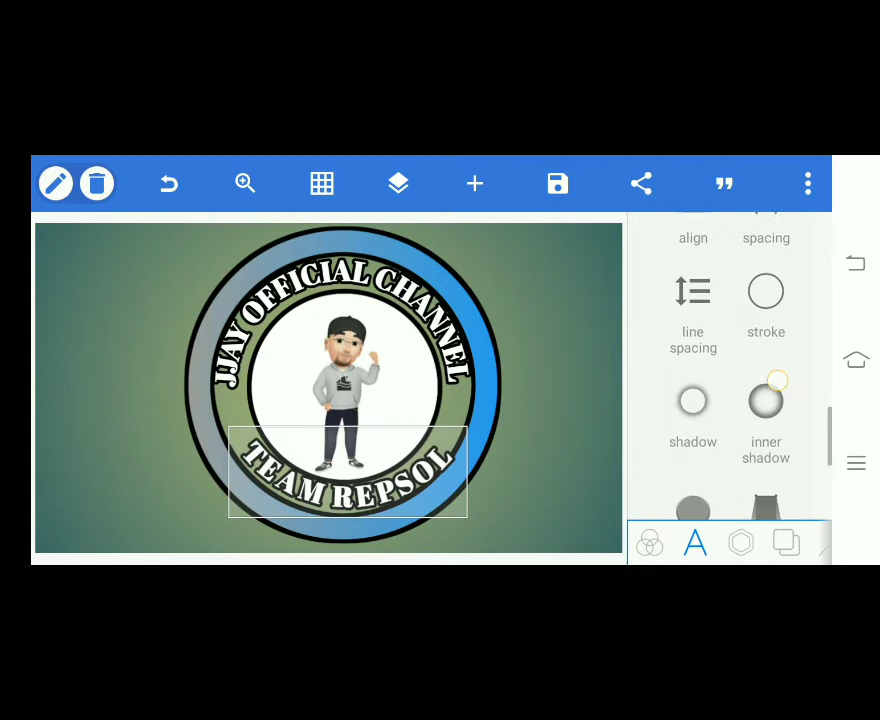 JJAY OFFICIAL CHANNEL
TEAM REPSOL
align
spacing
line
spacing
stroke
shadow
inner
shadow